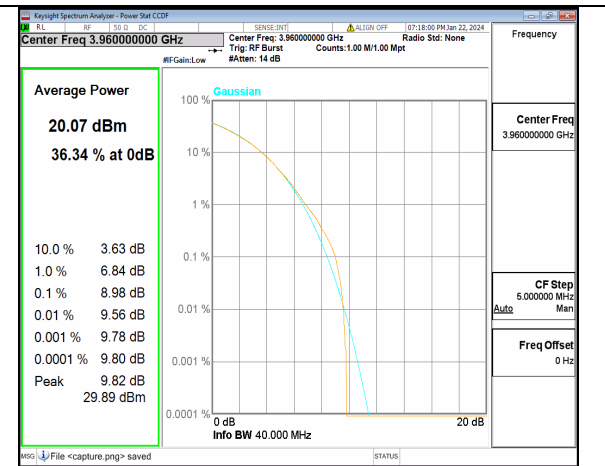 Keysight Spectrum Analyzer - Power Stat CCDF
RL RF 50 Ω DC SENSE:INT ALIGN OFF 07:18:00 PM Jan 22, 2024
Center Freq 3.960000000 GHz
Center Freq: 3.960000000 GHz Radio Std: None
Trig: RF Burst Counts:1.00 M/1.00 Mpt
#IFGain:Low #Atten: 14 dB
Frequency
Average Power
20.07 dBm
36.34 % at 0dB
10.0 % 3.63 dB
1.0 % 6.84 dB
0.1 % 8.98 dB
0.01 % 9.56 dB
0.001 % 9.78 dB
0.0001 % 9.80 dB
Peak 9.82 dB
29.89 dBm
Gaussian
100 %
10 %
1 %
0.1 %
0.01 %
0.001 %
0.0001 %
0 dB 20 dB
Info BW 40.000 MHz
Center Freq
3.960000000 GHz
CF Step
5.000000 MHz
Auto Man
Freq Offset
0 Hz
MSG File <capture.png> saved STATUS